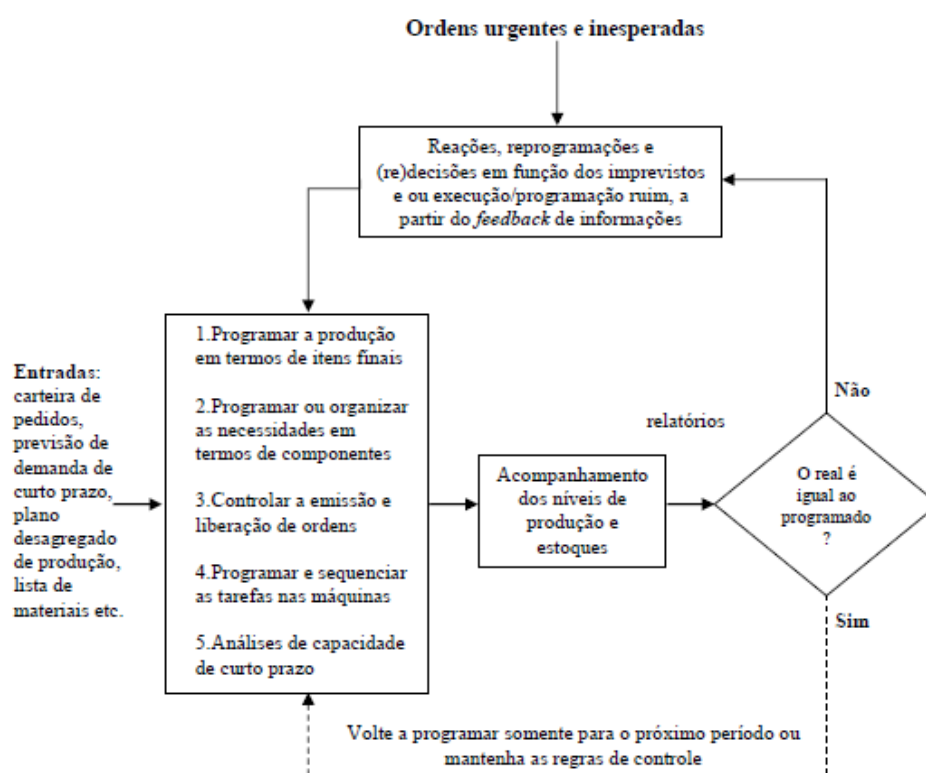 Ordens urgentes e inesperadas
Reações, reprogramações e
(re)decisões em função dos imprevistos
e ou execução/programação ruim, a
partir do feedback de informações
Entradas:
carteira de
pedidos,
previsão de
demanda de
curto prazo,
plano
desagregado
de produção,
lista de
materiais etc.
1.Programar a produção
em termos de itens finais
2.Programar ou organizar
as necessidades em
termos de componentes
3.Controlar a emissão e
liberação de ordens
4.Programar e sequenciar
as tarefas nas máquinas
5.Análises de capacidade
de curto prazo
Acompanhamento
dos níveis de
produção e
estoques
relatórios
Não
O real é
igual ao
programado
?
Sim
Volte a programar somente para o próximo período ou
mantenha as regras de controle